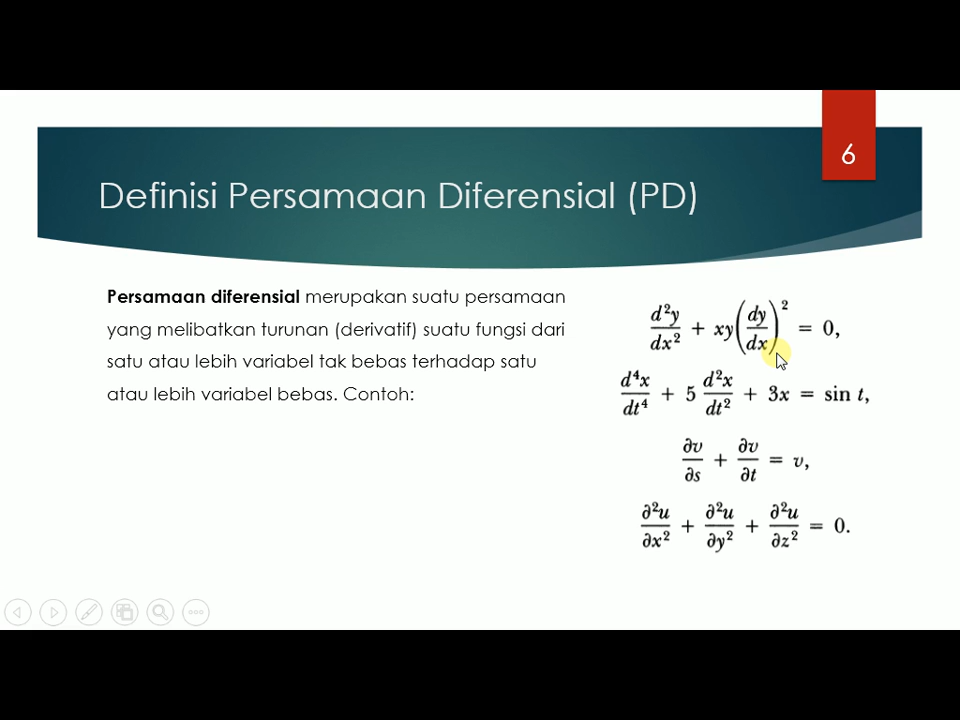 6
Definisi Persamaan Diferensial (PD)
Persamaan diferensial merupakan suatu persamaan
yang melibatkan turunan (derivatif) suatu fungsi dari
satu atau lebih variabel tak bebas terhadap satu
atau lebih variabel bebas. Contoh:
d²y/dx² + xy(dy/dx)² = 0,
d⁴x/dt⁴ + 5 d²x/dt² + 3x = sin t,
∂v/∂s + ∂v/∂t = v,
∂²u/∂x² + ∂²u/∂y² + ∂²u/∂z² = 0.